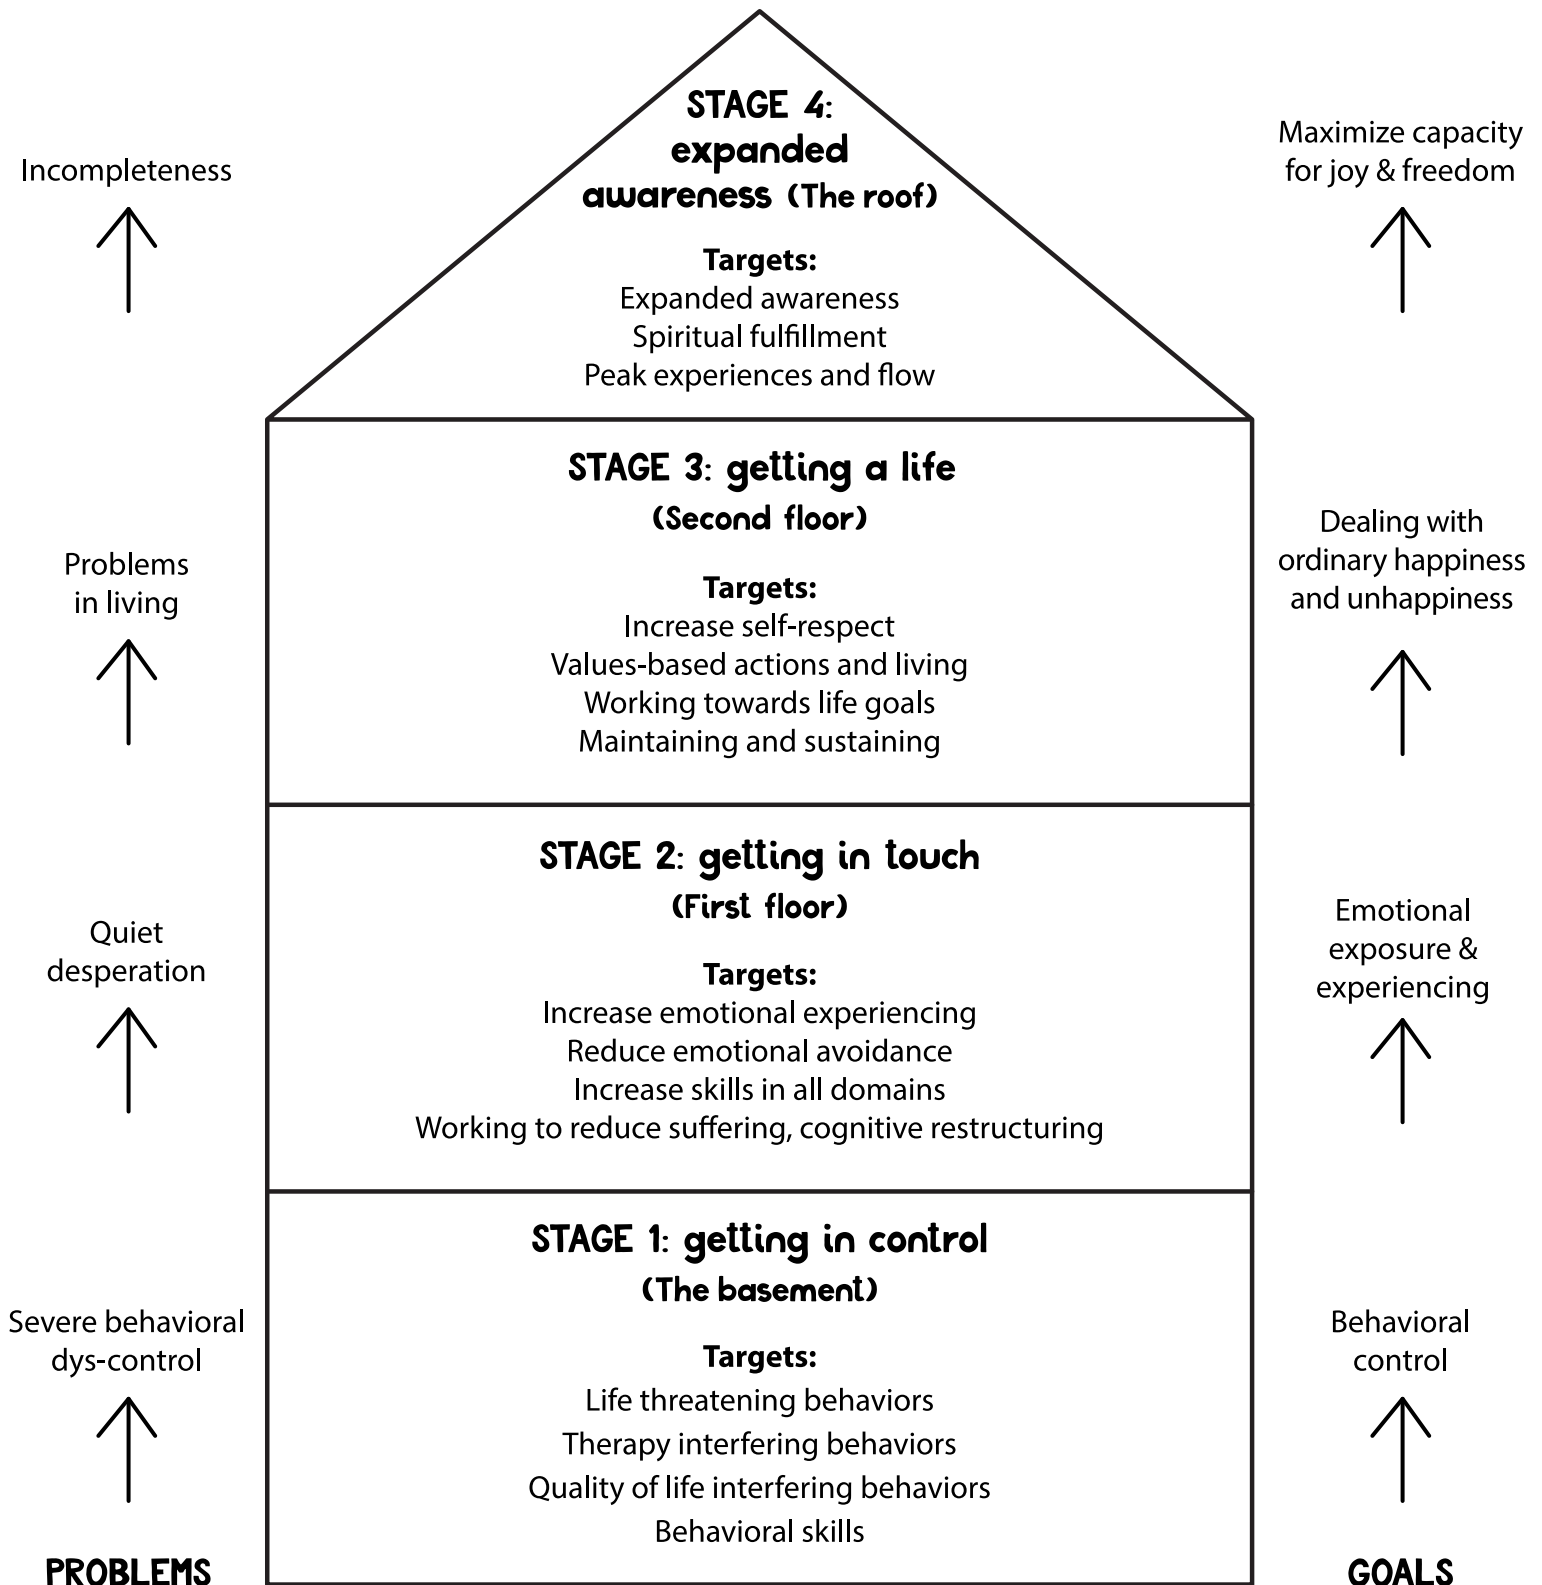 STAGE 4:
expanded
awareness (The roof)
Targets:
Expanded awareness
Spiritual fulfillment
Peak experiences and flow
Incompleteness
Maximize capacity
for joy & freedom
STAGE 3: getting a life
(Second floor)
Targets:
Increase self-respect
Values-based actions and living
Working towards life goals
Maintaining and sustaining
Problems
in living
Dealing with
ordinary happiness
and unhappiness
STAGE 2: getting in touch
(First floor)
Targets:
Increase emotional experiencing
Reduce emotional avoidance
Increase skills in all domains
Working to reduce suffering, cognitive restructuring
Quiet
desperation
Emotional
exposure &
experiencing
STAGE 1: getting in control
(The basement)
Targets:
Life threatening behaviors
Therapy interfering behaviors
Quality of life interfering behaviors
Behavioral skills
Severe behavioral
dys-control
Behavioral
control
PROBLEMS
GOALS